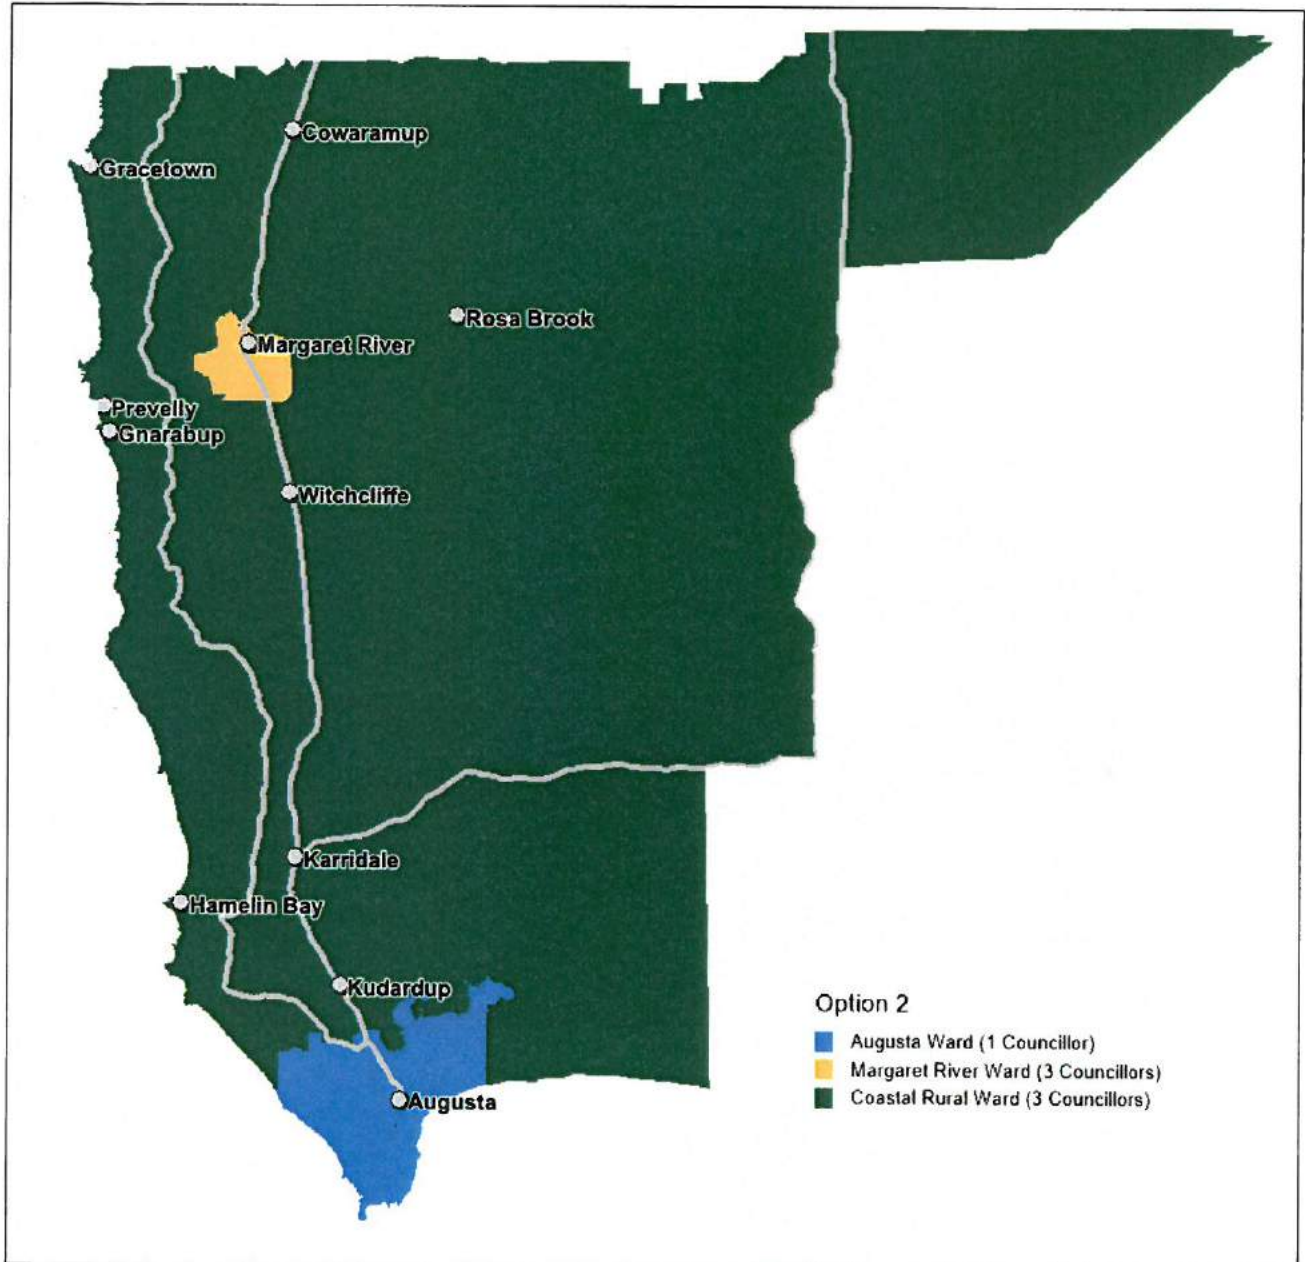 Cowaramup
Gracetown
Rosa Brook
Margaret River
Prevelly
Gnarabup
Witchcliffe
Karridale
Hamelin Bay
Kudardup
Augusta
Option 2
Augusta Ward (1 Councillor)
Margaret River Ward (3 Councillors)
Coastal Rural Ward (3 Councillors)